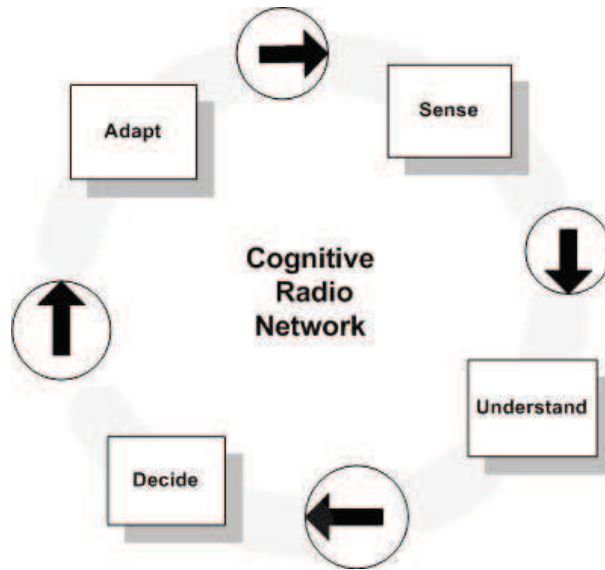 Adapt
Sense
Cognitive
Radio
Network
Understand
Decide